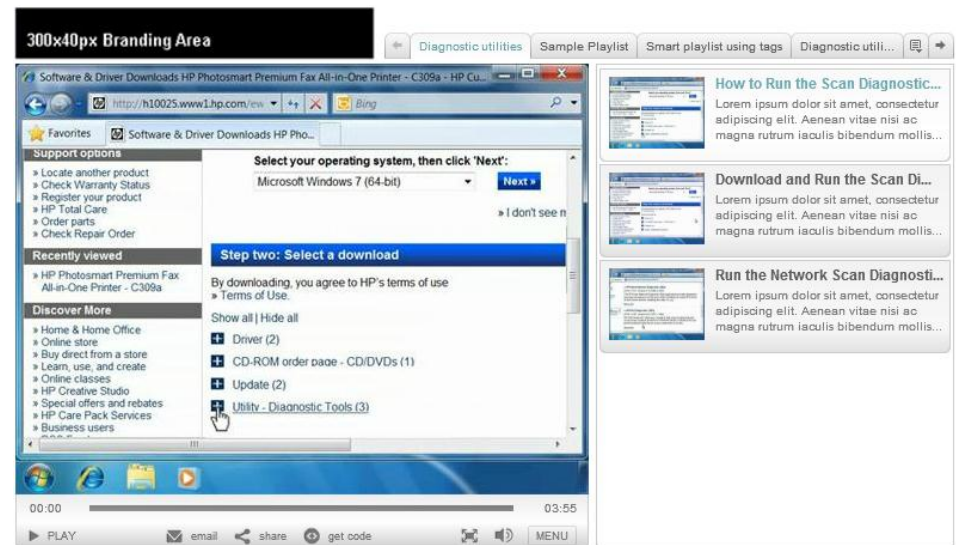 300x40px Branding Area
Diagnostic utilities
Sample Playlist
Smart playlist using tags
Diagnostic utili...
Software & Driver Downloads HP Photosmart Premium Fax All-in-One Printer - C309a - HP Cu...
http://h10025.www1.hp.com/ew
Bing
Favorites
Software & Driver Downloads HP Pho...
Support options
» Locate another product
» Check Warranty Status
» Register your product
» HP Total Care
» Order parts
» Check Repair Order
Recently viewed
» HP Photosmart Premium Fax
All-in-One Printer - C309a
Discover More
» Home & Home Office
» Online store
» Buy direct from a store
» Learn, use, and create
» Online classes
» HP Creative Studio
» Special offers and rebates
» HP Care Pack Services
» Business users
Select your operating system, then click 'Next':
Microsoft Windows 7 (64-bit)
Next »
» I don't see
Step two: Select a download
By downloading, you agree to HP's terms of use
» Terms of Use.
Show all | Hide all
Driver (2)
CD-ROM order page - CD/DVDs (1)
Update (2)
Utility - Diagnostic Tools (3)
00:00
03:55
PLAY
email
share
get code
MENU
How to Run the Scan Diagnostic...
Lorem ipsum dolor sit amet, consectetur
adipiscing elit. Aenean vitae nisi ac
magna rutrum iaculis bibendum mollis...
Download and Run the Scan Di...
Lorem ipsum dolor sit amet, consectetur
adipiscing elit. Aenean vitae nisi ac
magna rutrum iaculis bibendum mollis...
Run the Network Scan Diagnosti...
Lorem ipsum dolor sit amet, consectetur
adipiscing elit. Aenean vitae nisi ac
magna rutrum iaculis bibendum mollis...